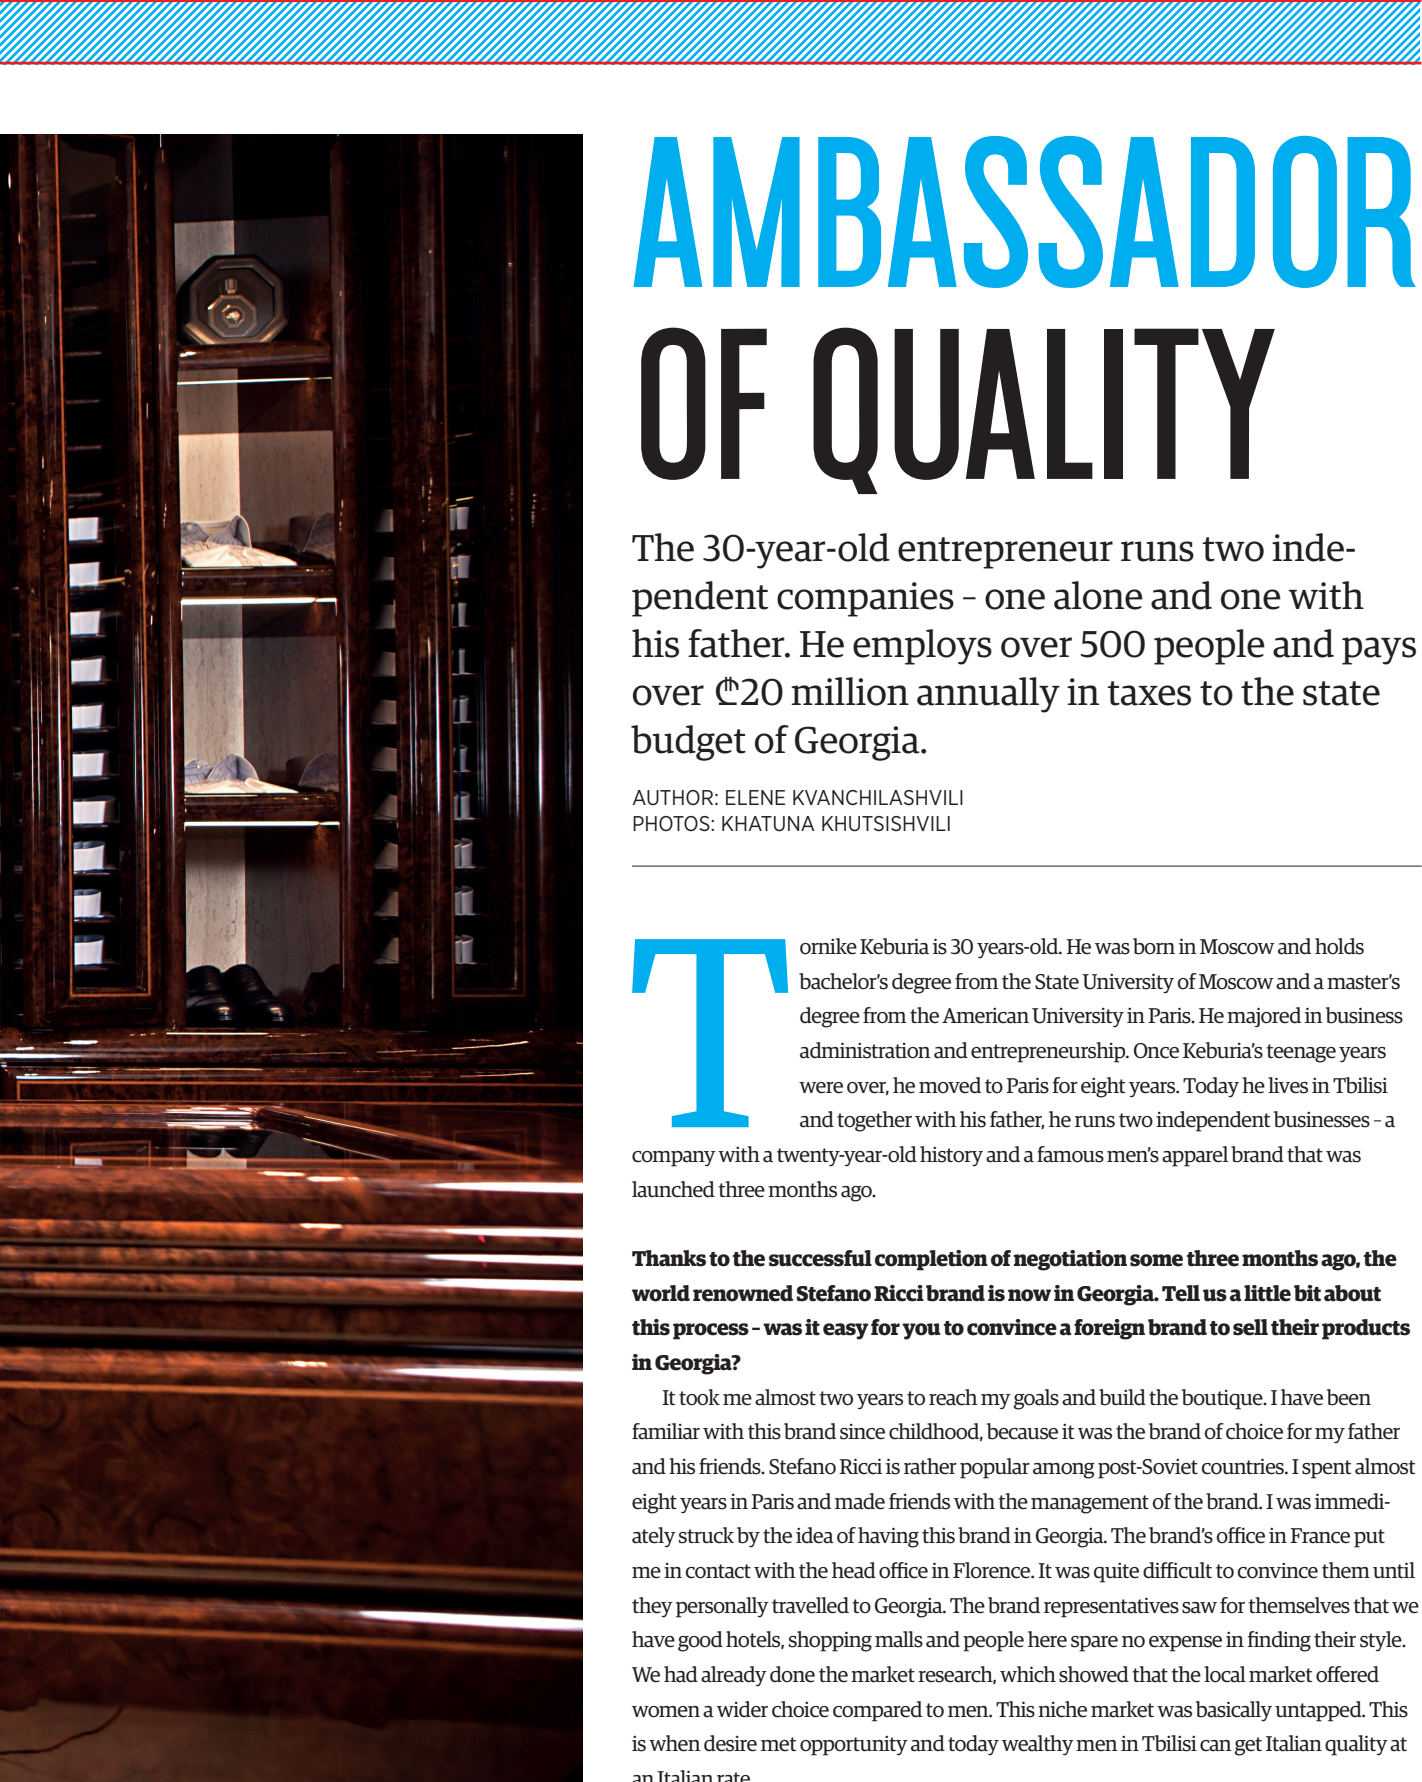 AMBASSADOR
OF QUALITY
The 30-year-old entrepreneur runs two inde-
pendent companies – one alone and one with
his father. He employs over 500 people and pays
over ₾20 million annually in taxes to the state
budget of Georgia.
AUTHOR: ELENE KVANCHILASHVILI
PHOTOS: KHATUNA KHUTSISHVILI
Tornike Keburia is 30 years-old. He was born in Moscow and holds
bachelor’s degree from the State University of Moscow and a master’s
degree from the American University in Paris. He majored in business
administration and entrepreneurship. Once Keburia’s teenage years
were over, he moved to Paris for eight years. Today he lives in Tbilisi
and together with his father, he runs two independent businesses – a
company with a twenty-year-old history and a famous men’s apparel brand that was
launched three months ago.
Thanks to the successful completion of negotiation some three months ago, the
world renowned Stefano Ricci brand is now in Georgia. Tell us a little bit about
this process – was it easy for you to convince a foreign brand to sell their products
in Georgia?
It took me almost two years to reach my goals and build the boutique. I have been
familiar with this brand since childhood, because it was the brand of choice for my father
and his friends. Stefano Ricci is rather popular among post-Soviet countries. I spent almost
eight years in Paris and made friends with the management of the brand. I was immedi-
ately struck by the idea of having this brand in Georgia. The brand’s office in France put
me in contact with the head office in Florence. It was quite difficult to convince them until
they personally travelled to Georgia. The brand representatives saw for themselves that we
have good hotels, shopping malls and people here spare no expense in finding their style.
We had already done the market research, which showed that the local market offered
women a wider choice compared to men. This niche market was basically untapped. This
is when desire met opportunity and today wealthy men in Tbilisi can get Italian quality at
an Italian rate